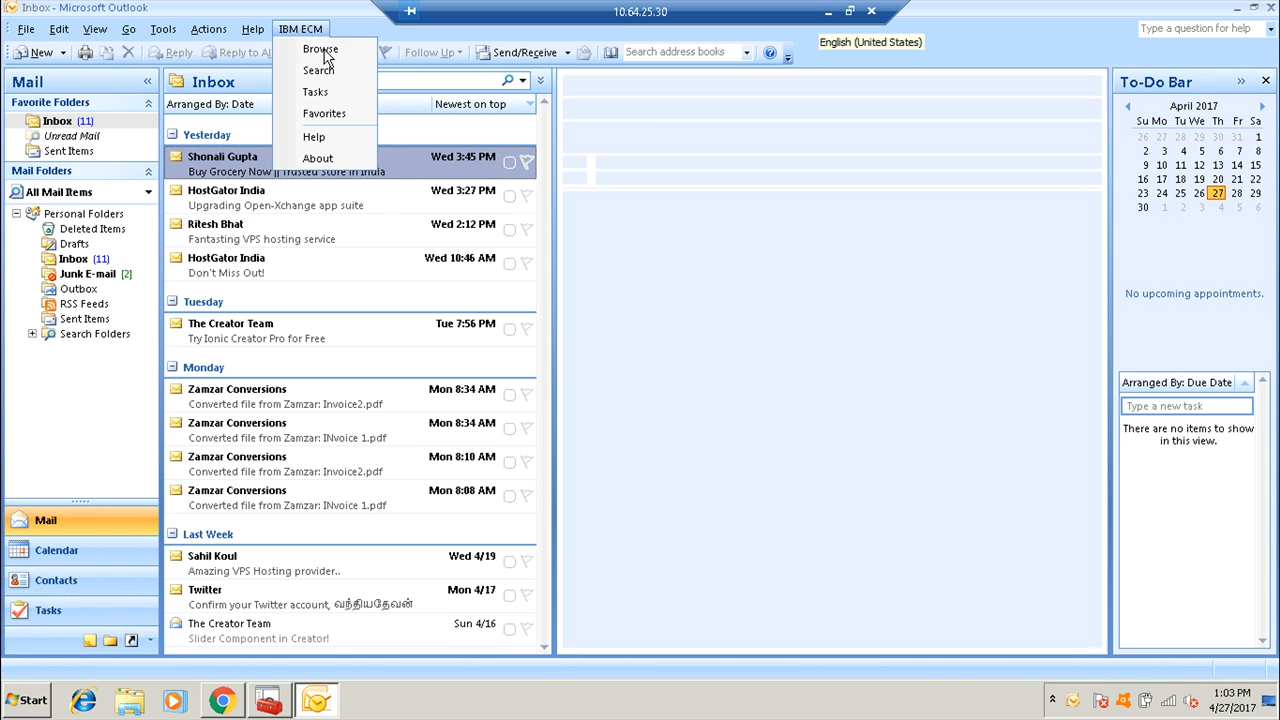 Inbox - Microsoft Outlook
10.64.25.30
File Edit View Go Tools Actions Help IBM ECM
English (United States)
Type a question for help
New Reply Follow Up Send/Receive Search address books
Browse
Search
Tasks
Favorites
Help
About
Mail
Favorite Folders
Inbox (11)
Unread Mail
Sent Items
Mail Folders
All Mail Items
Personal Folders
Deleted Items
Drafts
Inbox (11)
Junk E-mail [2]
Outbox
RSS Feeds
Sent Items
Search Folders
Mail
Calendar
Contacts
Tasks
Inbox
Arranged By: Date Newest on top
Yesterday
Shonali Gupta Wed 3:45 PM
Buy Grocery Now || Trusted Store in India
HostGator India Wed 3:27 PM
Upgrading Open-Xchange app suite
Ritesh Bhat Wed 2:12 PM
Fantasting VPS hosting service
HostGator India Wed 10:46 AM
Don't Miss Out!
Tuesday
The Creator Team Tue 7:56 PM
Try Ionic Creator Pro for Free
Monday
Zamzar Conversions Mon 8:34 AM
Converted file from Zamzar: Invoice2.pdf
Zamzar Conversions Mon 8:34 AM
Converted file from Zamzar: INvoice 1.pdf
Zamzar Conversions Mon 8:10 AM
Converted file from Zamzar: Invoice2.pdf
Zamzar Conversions Mon 8:08 AM
Converted file from Zamzar: INvoice 1.pdf
Last Week
Sahil Koul Wed 4/19
Amazing VPS Hosting provider..
Twitter Mon 4/17
Confirm your Twitter account, வந்தியதேவன்
The Creator Team Sun 4/16
Slider Component in Creator!
To-Do Bar
April 2017
Su Mo Tu We Th Fr Sa
26 27 28 29 30 31 1
2 3 4 5 6 7 8
9 10 11 12 13 14 15
16 17 18 19 20 21 22
23 24 25 26 27 28 29
30 1 2 3 4 5 6
No upcoming appointments.
Arranged By: Due Date
Type a new task
There are no items to show
in this view.
Start
1:03 PM
4/27/2017